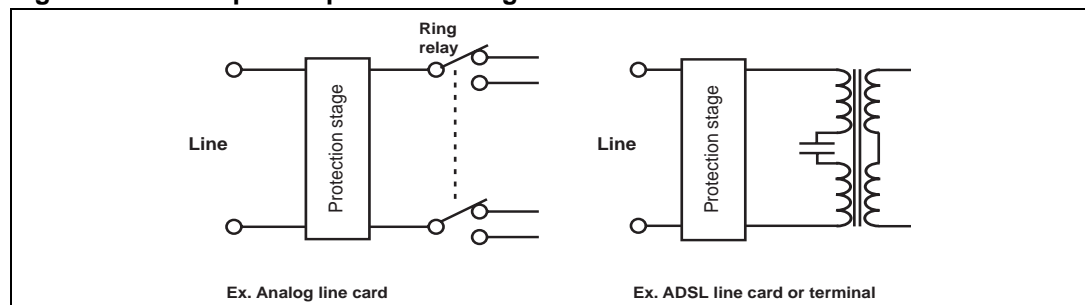 Ring
relay
Protection stage
Line
Ex. Analog line card
Protection stage
Line
Ex. ADSL line card or terminal